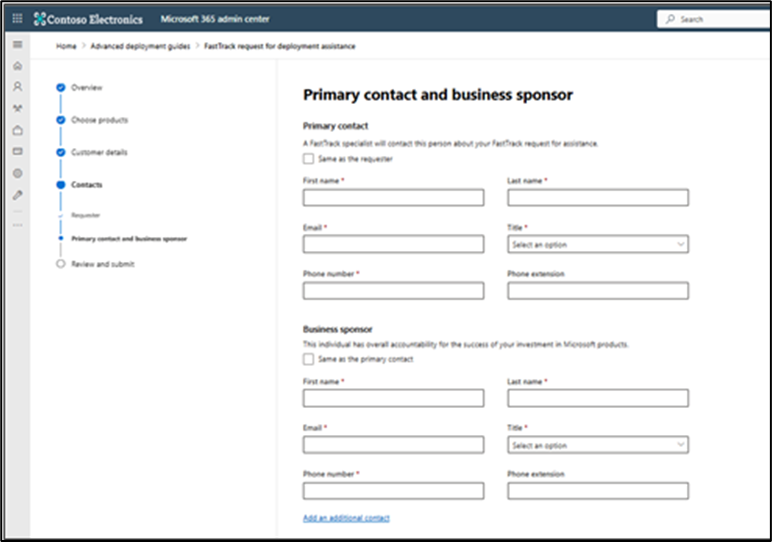 Contoso Electronics Microsoft 365 admin center Search
Home > Advanced deployment guides > FastTrack request for deployment assistance
Overview
Choose products
Customer details
Contacts
Requester
Primary contact and business sponsor
Review and submit
Primary contact and business sponsor
Primary contact
A FastTrack specialist will contact this person about your FastTrack request for assistance.
Same as the requester
First name * Last name *
Email * Title *
Select an option
Phone number * Phone extension
Business sponsor
This individual has overall accountability for the success of your investment in Microsoft products.
Same as the primary contact
First name * Last name *
Email * Title *
Select an option
Phone number * Phone extension
Add an additional contact